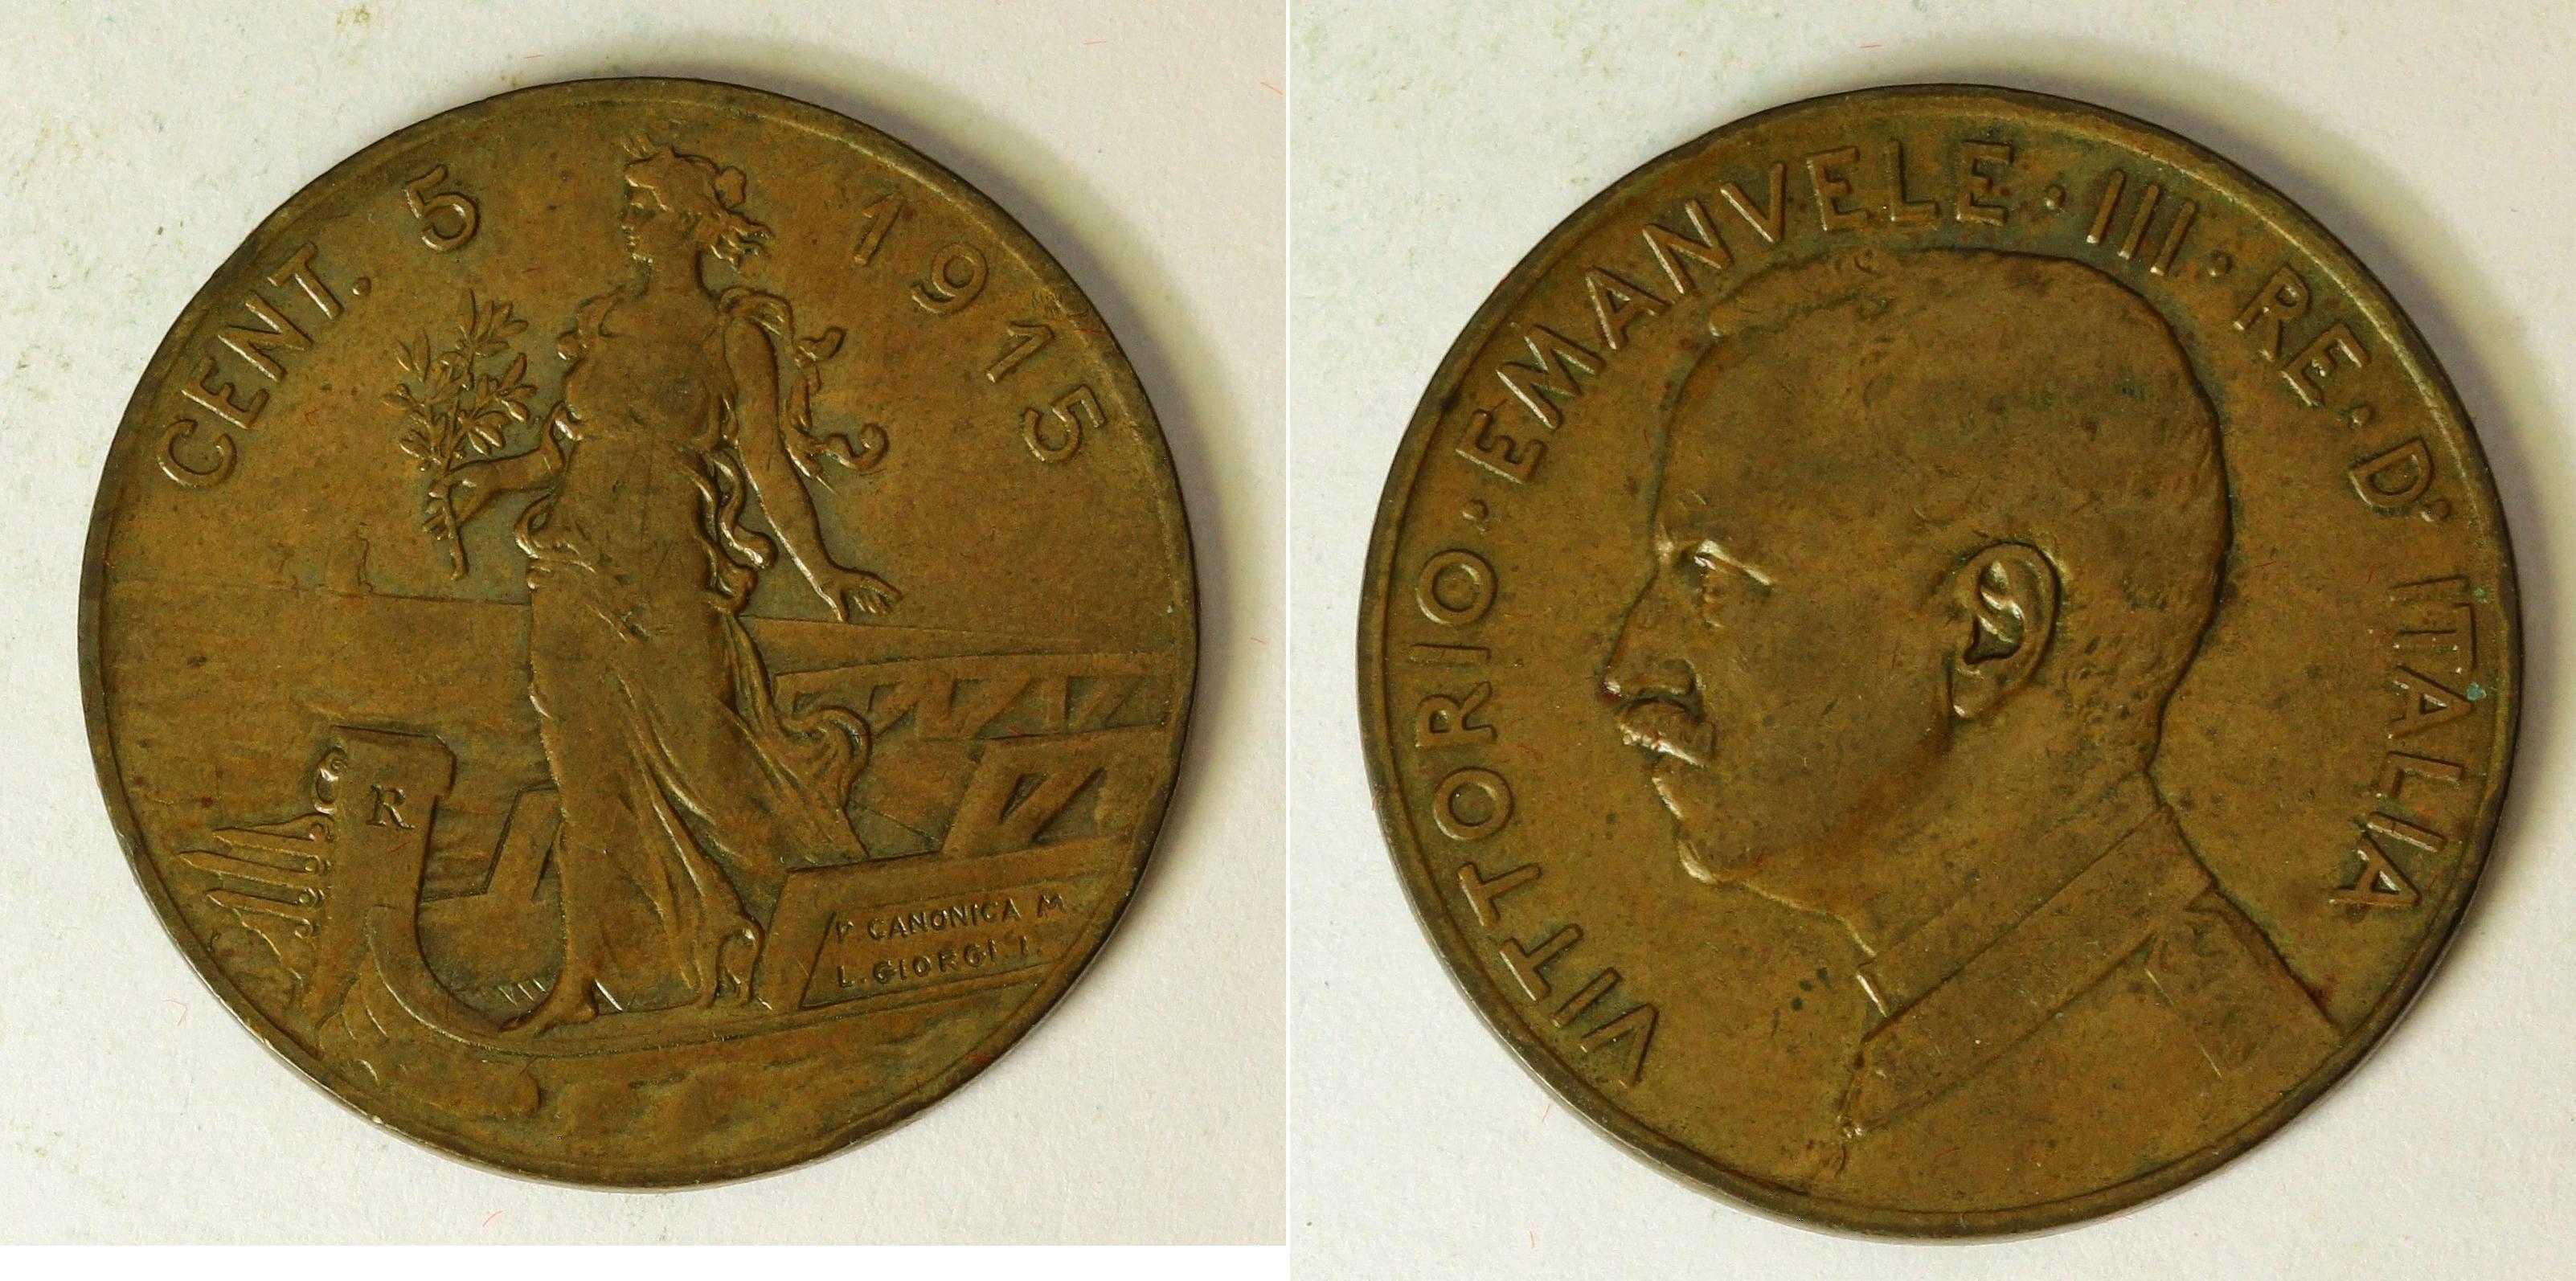 CENT. 5 1915
R
P. CANONICA M.
L. GIORGI. I.
VITTORIO · EMANVELE · III · RE · D' ITALIA